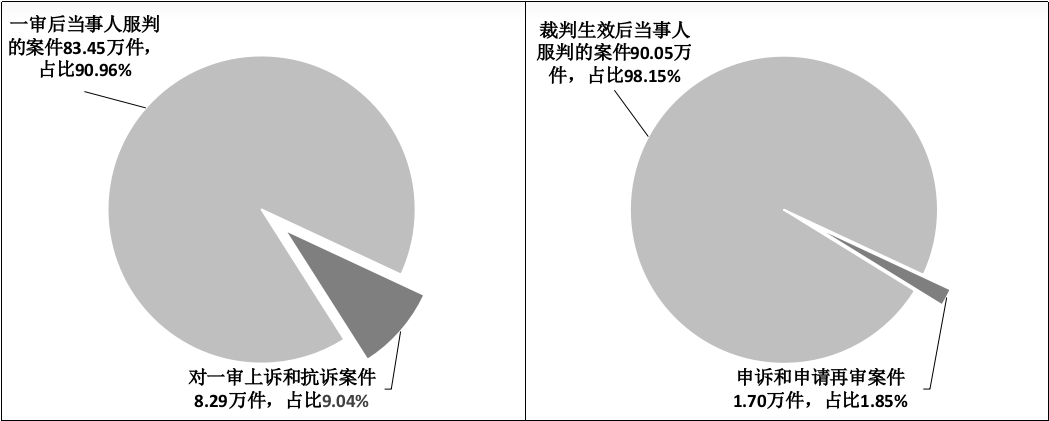 一审后当事人服判
的案件83.45万件，
占比90.96%
对一审上诉和抗诉案件
8.29万件，占比9.04%
裁判生效后当事人
服判的案件90.05万
件，占比98.15%
申诉和申请再审案件
1.70万件，占比1.85%